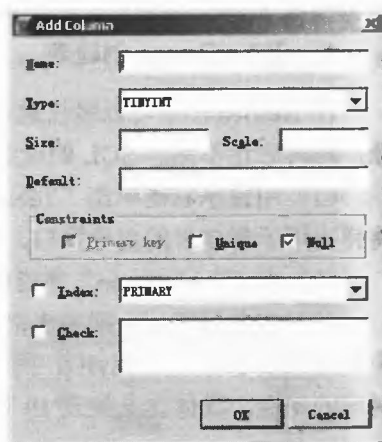 Add Column
Name:
Type: TINYINT
Size: Scale:
Default:
Constraints
Primary key Unique Null
Index: PRIMARY
Check:
OK Cancel